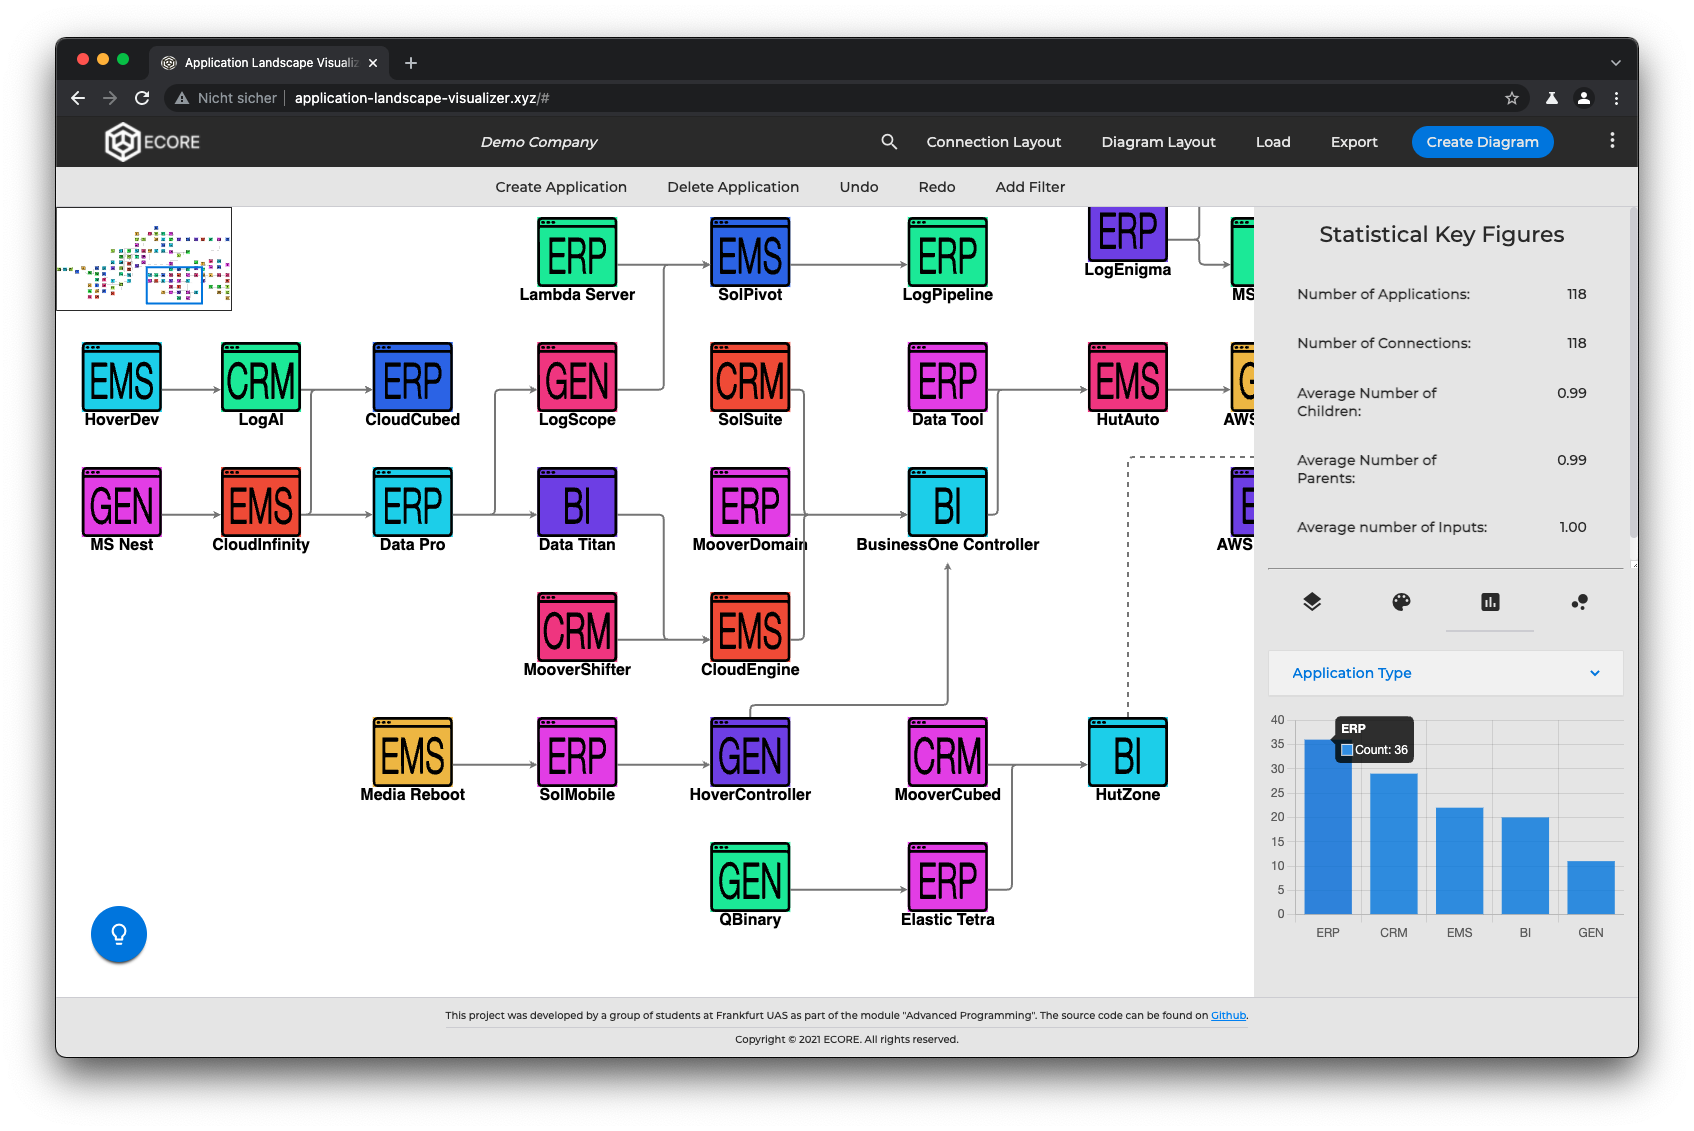 Application Landscape Visualiz
Nicht sicher
application-landscape-visualizer.xyz/#
ECORE
Demo Company
Connection Layout
Diagram Layout
Load
Export
Create Diagram
Create Application
Delete Application
Undo
Redo
Add Filter
ERP
Lambda Server
EMS
SolPivot
ERP
LogPipeline
ERP
LogEnigma
MS
EMS
HoverDev
CRM
LogAI
ERP
CloudCubed
GEN
LogScope
CRM
SolSuite
ERP
Data Tool
EMS
HutAuto
G
AWS
GEN
MS Nest
EMS
CloudInfinity
ERP
Data Pro
BI
Data Titan
ERP
MooverDomain
BI
BusinessOne Controller
E
AWS
CRM
MooverShifter
EMS
CloudEngine
EMS
Media Reboot
ERP
SolMobile
GEN
HoverController
CRM
MooverCubed
BI
HutZone
GEN
QBinary
ERP
Elastic Tetra
Statistical Key Figures
Number of Applications: 118
Number of Connections: 118
Average Number of
Children: 0.99
Average Number of
Parents: 0.99
Average number of Inputs: 1.00
Application Type
40
35
30
25
20
15
10
5
0
ERP
Count: 36
ERP
CRM
EMS
BI
GEN
This project was developed by a group of students at Frankfurt UAS as part of the module "Advanced Programming". The source code can be found on Github.
Copyright © 2021 ECORE. All rights reserved.